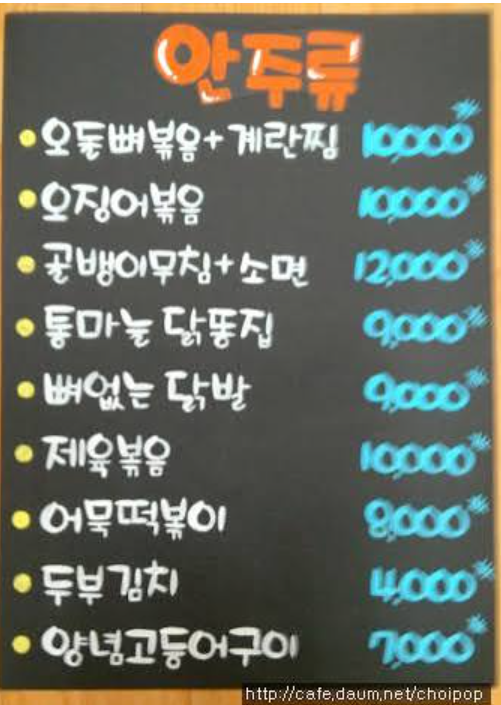 안주류
오돌뼈볶음+계란찜 10,000
오징어볶음 10,000
골뱅이무침+소면 12,000
통마늘 닭똥집 9,000
뼈없는 닭발 9,000
제육볶음 10,000
어묵떡볶이 8,000
두부김치 4,000
양념고등어구이 7,000
http://cafe.daum.net/choipop